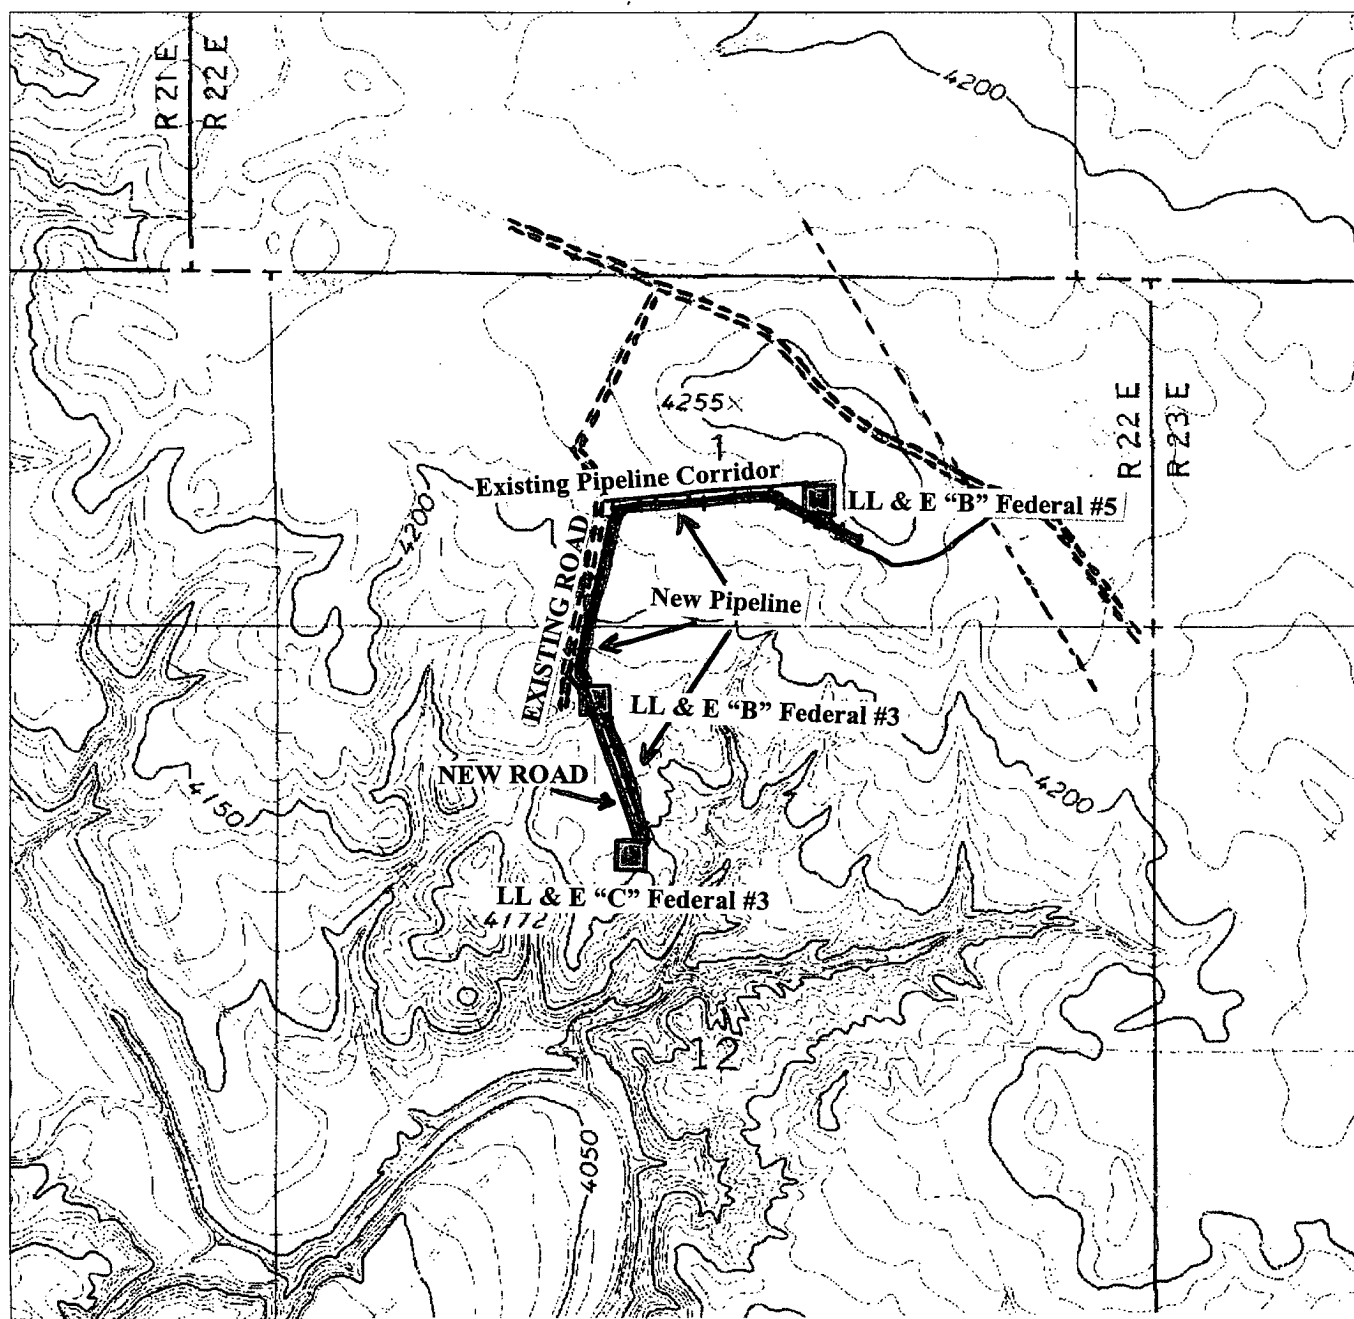 R 21 E
R 22 E
4200
4255×
1
R 22 E
R 23 E
Existing Pipeline Corridor
LL & E “B” Federal #5
4200
EXISTING ROAD
New Pipeline
LL & E “B” Federal #3
NEW ROAD
4150
4200
LL & E “C” Federal #3
4172
12
4050